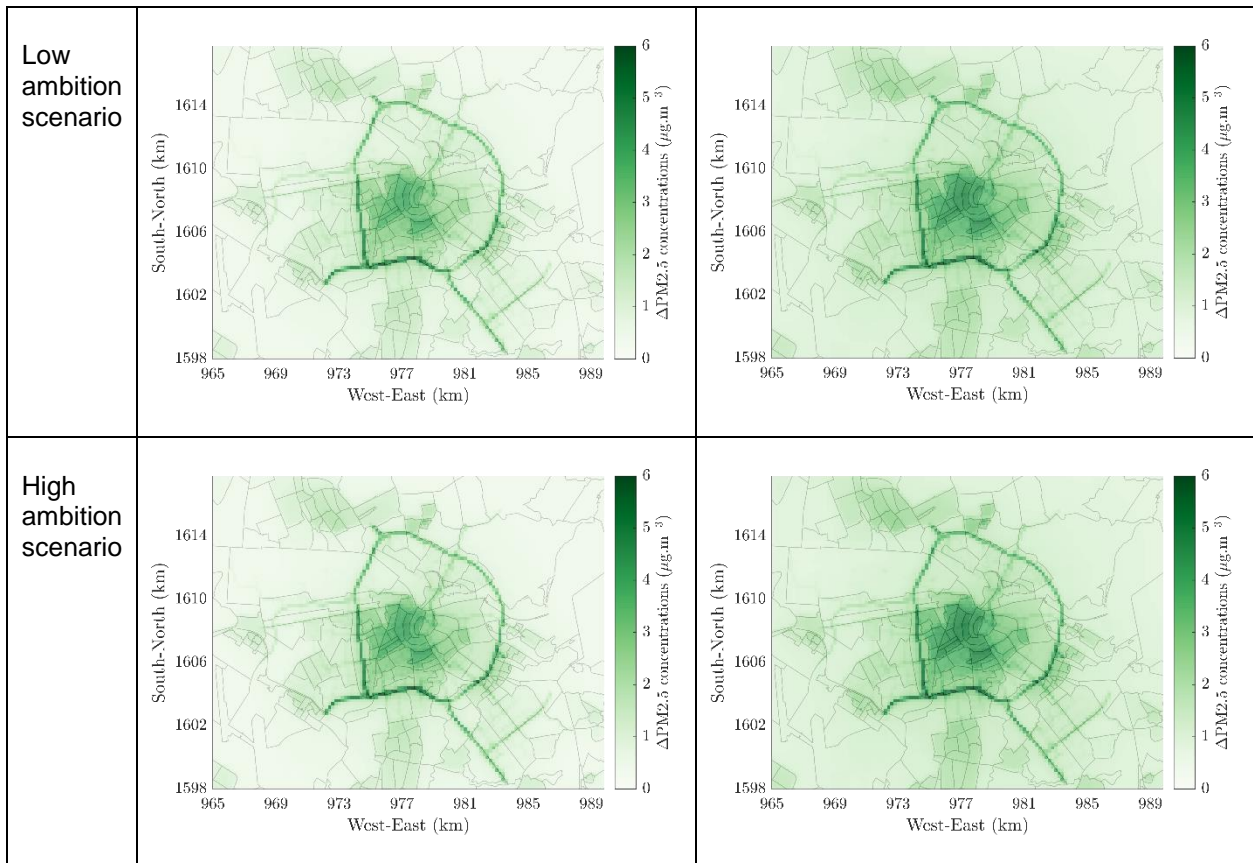 Low
ambition
scenario
1614
1610
1606
1602
1598
South-North (km)
965 969 973 977 981 985 989
West-East (km)
6
5
4
3
2
1
0
ΔPM2.5 concentrations (μg.m 3)
1614
1610
1606
1602
1598
South-North (km)
965 969 973 977 981 985 989
West-East (km)
6
5
4
3
2
1
0
ΔPM2.5 concentrations (μg.m 3)
High
ambition
scenario
1614
1610
1606
1602
1598
South-North (km)
965 969 973 977 981 985 989
West-East (km)
6
5
4
3
2
1
0
ΔPM2.5 concentrations (μg.m 3)
1614
1610
1606
1602
1598
South-North (km)
965 969 973 977 981 985 989
West-East (km)
6
5
4
3
2
1
0
ΔPM2.5 concentrations (μg.m 3)